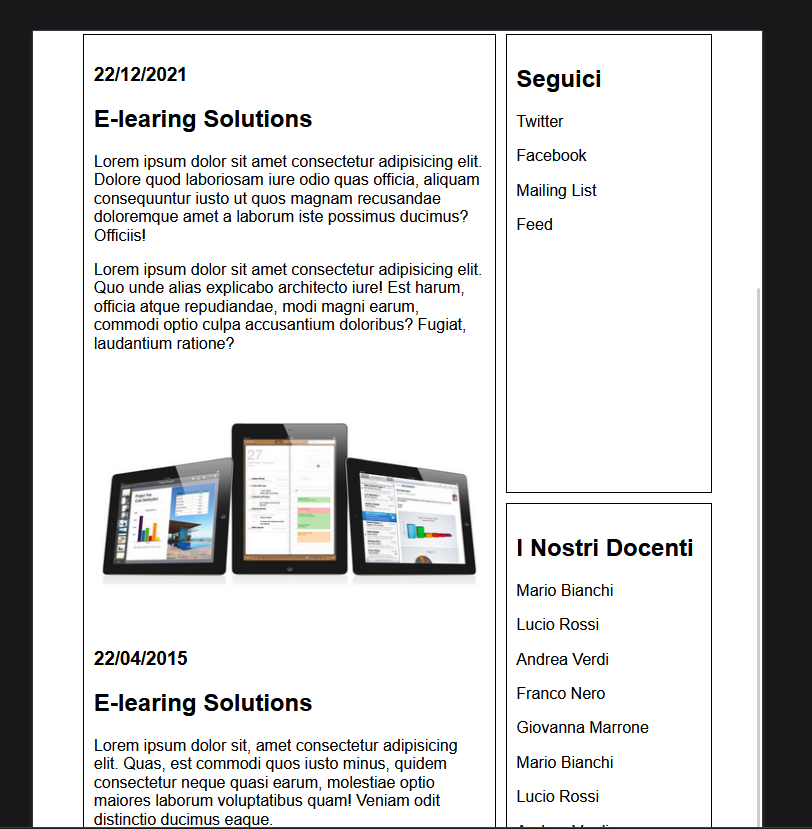 22/12/2021
E-learing Solutions
Lorem ipsum dolor sit amet consectetur adipisicing elit.
Dolore quod laboriosam iure odio quas officia, aliquam
consequuntur iusto ut quos magnam recusandae
doloremque amet a laborum iste possimus ducimus?
Officiis!
Lorem ipsum dolor sit amet consectetur adipisicing elit.
Quo unde alias explicabo architecto iure! Est harum,
officia atque repudiandae, modi magni earum,
commodi optio culpa accusantium doloribus? Fugiat,
laudantium ratione?
27
22/04/2015
E-learing Solutions
Lorem ipsum dolor sit, amet consectetur adipisicing
elit. Quas, est commodi quos iusto minus, quidem
consectetur neque quasi earum, molestiae optio
maiores laborum voluptatibus quam! Veniam odit
distinctio ducimus eaque.
Seguici
Twitter
Facebook
Mailing List
Feed
I Nostri Docenti
Mario Bianchi
Lucio Rossi
Andrea Verdi
Franco Nero
Giovanna Marrone
Mario Bianchi
Lucio Rossi